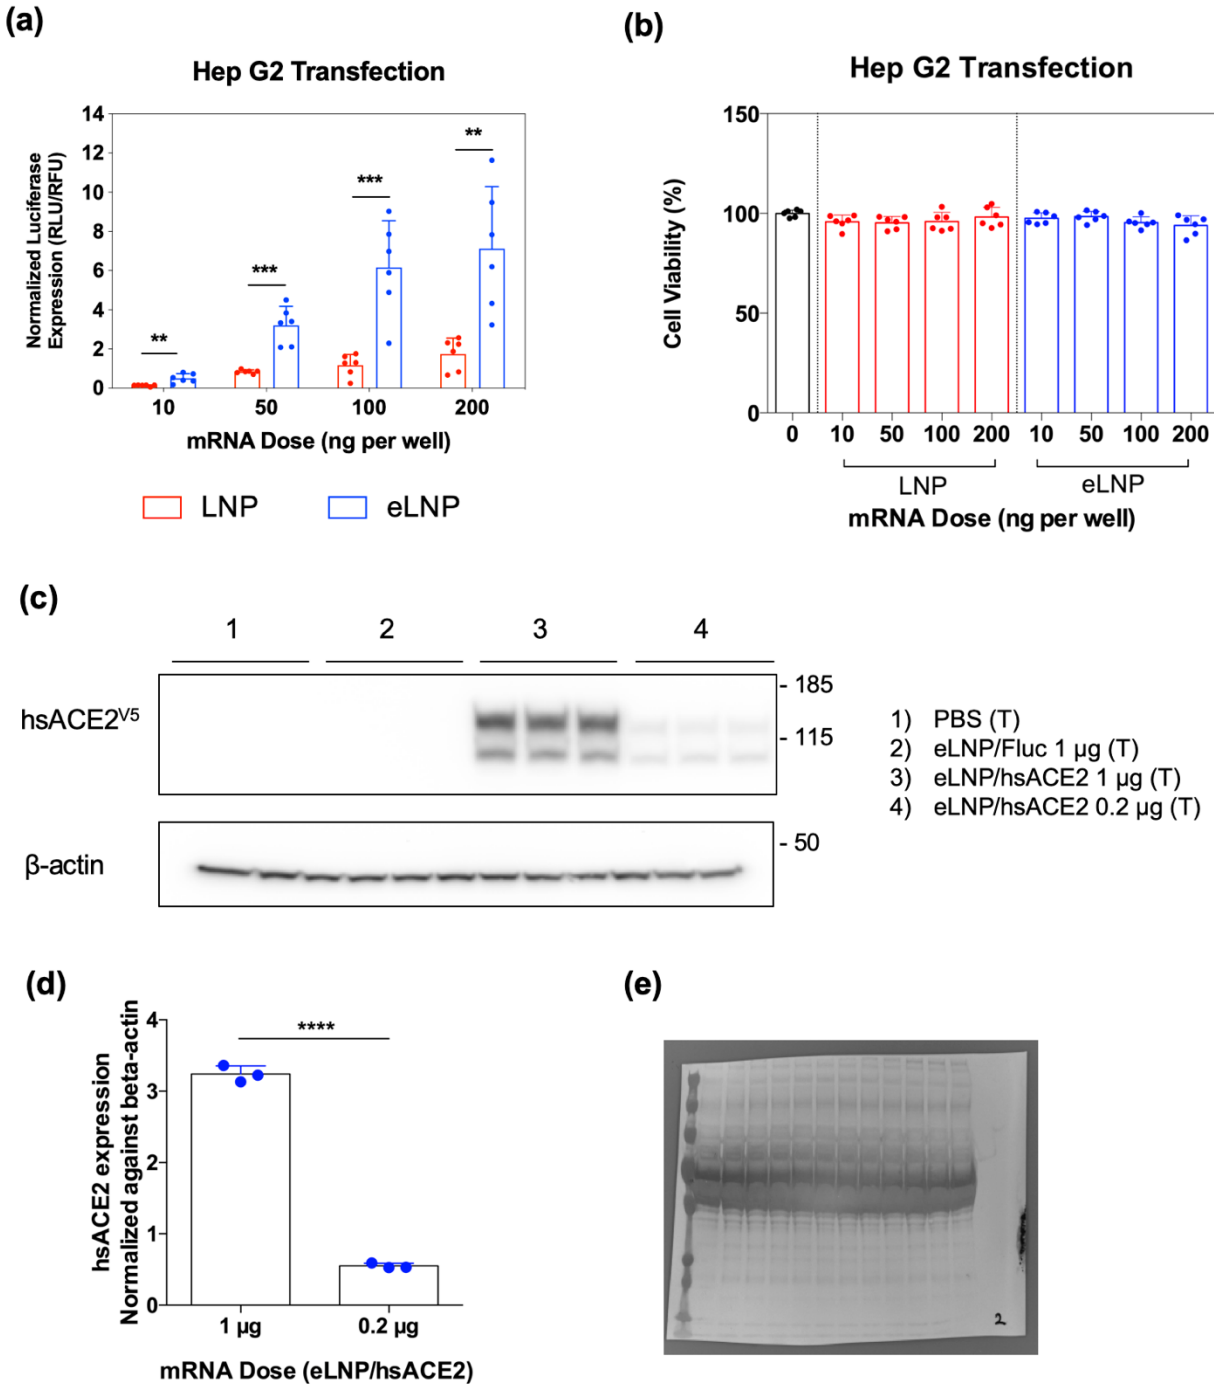 (a)
Hep G2 Transfection
Normalized Luciferase
Expression (RLU/RFU)
14
12
10
8
6
4
2
0
**
***
***
**
10 50 100 200
mRNA Dose (ng per well)
LNP eLNP
(b)
Hep G2 Transfection
Cell Viability (%)
150
100
50
0
0 10 50 100 200 10 50 100 200
LNP eLNP
mRNA Dose (ng per well)
(c)
1 2 3 4
hsACE2V5
- 185
- 115
β-actin
- 50
1) PBS (T)
2) eLNP/Fluc 1 µg (T)
3) eLNP/hsACE2 1 µg (T)
4) eLNP/hsACE2 0.2 µg (T)
(d)
hsACE2 expression
Normalized against beta-actin
4
3
2
1
0
****
1 µg 0.2 µg
mRNA Dose (eLNP/hsACE2)
(e)
2